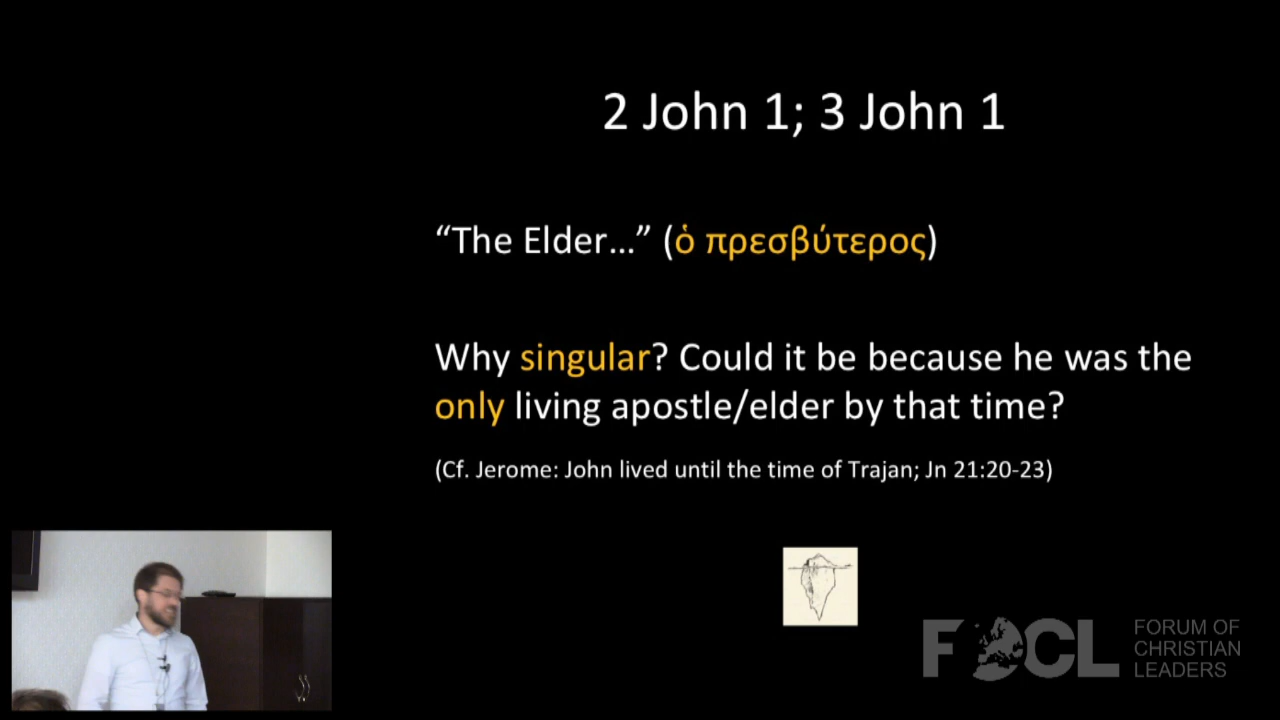 2 John 1; 3 John 1
“The Elder...” (ὁ πρεσβύτερος)
Why singular? Could it be because he was the
only living apostle/elder by that time?
(Cf. Jerome: John lived until the time of Trajan; Jn 21:20-23)
FOCL
FORUM OF
CHRISTIAN
LEADERS